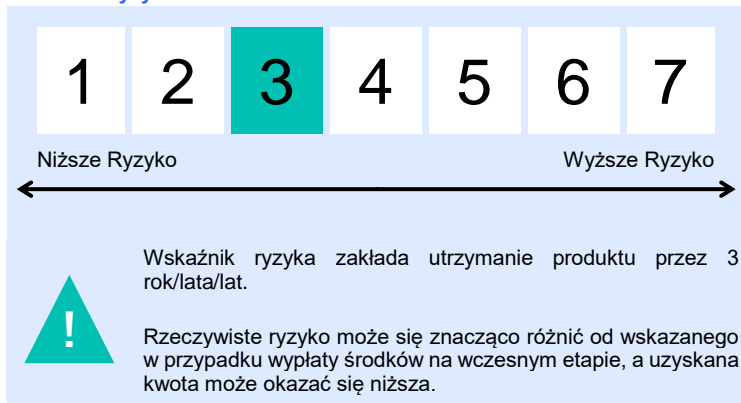 1 2 3 4 5 6 7
Niższe Ryzyko Wyższe Ryzyko
Wskaźnik ryzyka zakłada utrzymanie produktu przez 3
rok/lata/lat.
!
Rzeczywiste ryzyko może się znacząco różnić od wskazanego
w przypadku wypłaty środków na wczesnym etapie, a uzyskana
kwota może okazać się niższa.